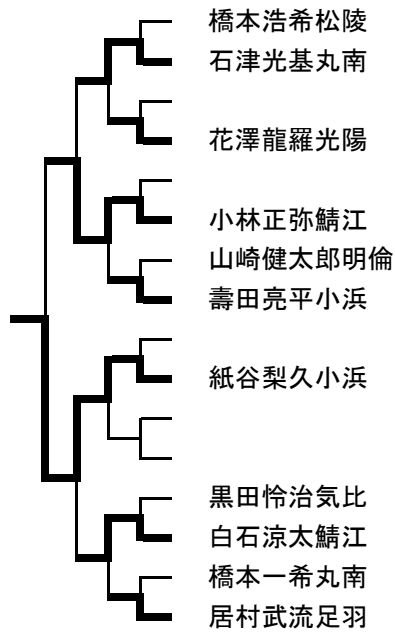 橋本浩希松陵
石津光基丸南
花澤龍羅光陽
小林正弥鯖江
山崎健太郎明倫
壽田亮平小浜
紙谷梨久小浜
黒田怜治気比
白石涼太鯖江
橋本一希丸南
居村武流足羽